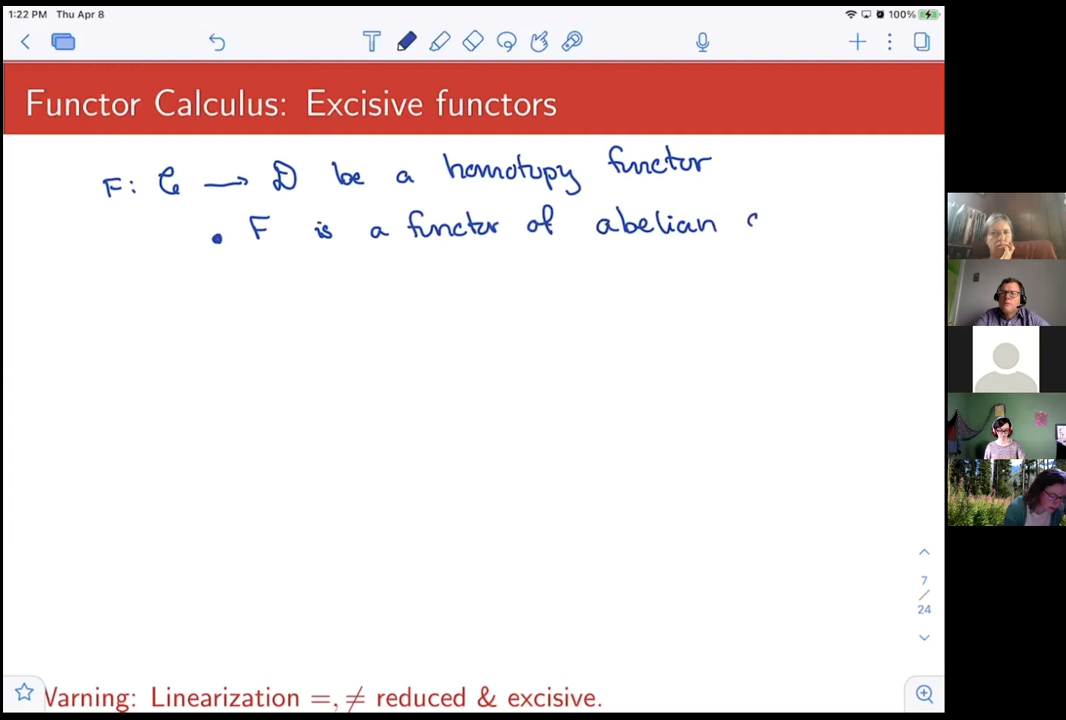 1:22 PM Thu Apr 8
100%
Functor Calculus: Excisive functors
F: C → D be a homotopy functor
• F is a functor of abelian c
7
/
24
Warning: Linearization =, ≠ reduced & excisive.